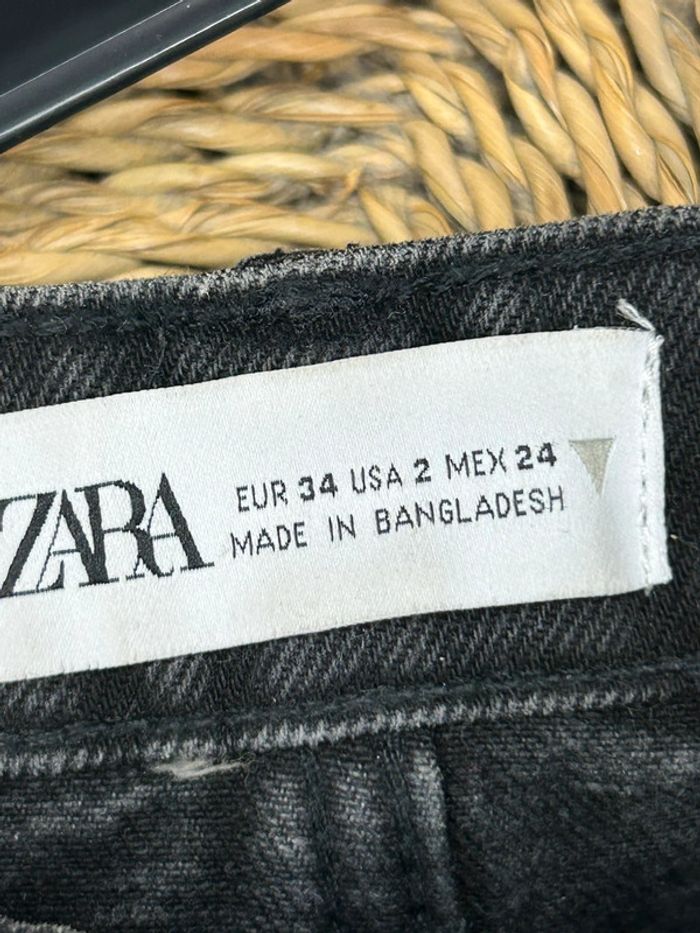 ZARA
EUR 34 USA 2 MEX 24
MADE IN BANGLADESH